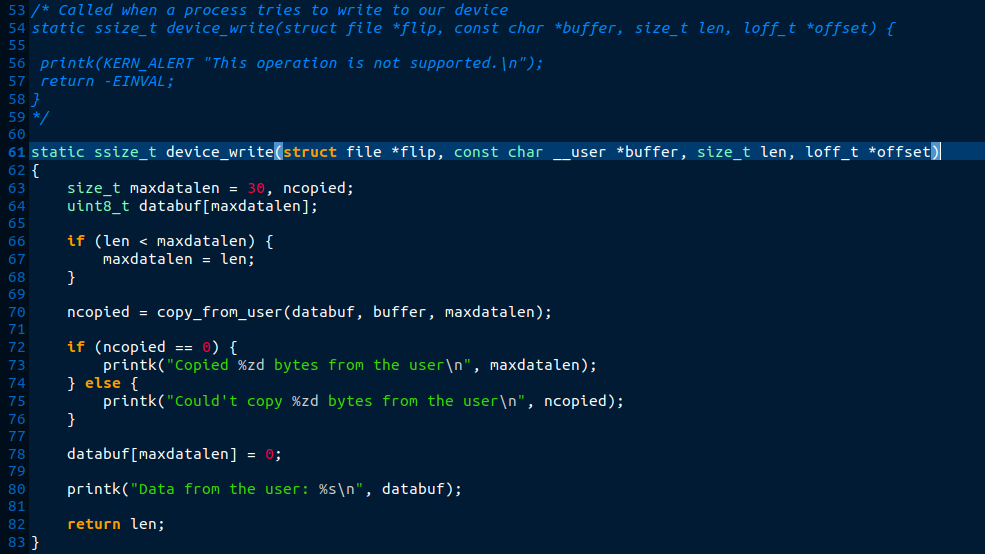 53 /* Called when a process tries to write to our device
54 static ssize_t device_write(struct file *flip, const char *buffer, size_t len, loff_t *offset) {
55
56  printk(KERN_ALERT "This operation is not supported.\n");
57  return -EINVAL;
58 }
59 */
60
61 static ssize_t device_write(struct file *flip, const char __user *buffer, size_t len, loff_t *offset)
62 {
63     size_t maxdatalen = 30, ncopied;
64     uint8_t databuf[maxdatalen];
65
66     if (len < maxdatalen) {
67         maxdatalen = len;
68     }
69
70     ncopied = copy_from_user(databuf, buffer, maxdatalen);
71
72     if (ncopied == 0) {
73         printk("Copied %zd bytes from the user\n", maxdatalen);
74     } else {
75         printk("Could't copy %zd bytes from the user\n", ncopied);
76     }
77
78     databuf[maxdatalen] = 0;
79
80     printk("Data from the user: %s\n", databuf);
81
82     return len;
83 }